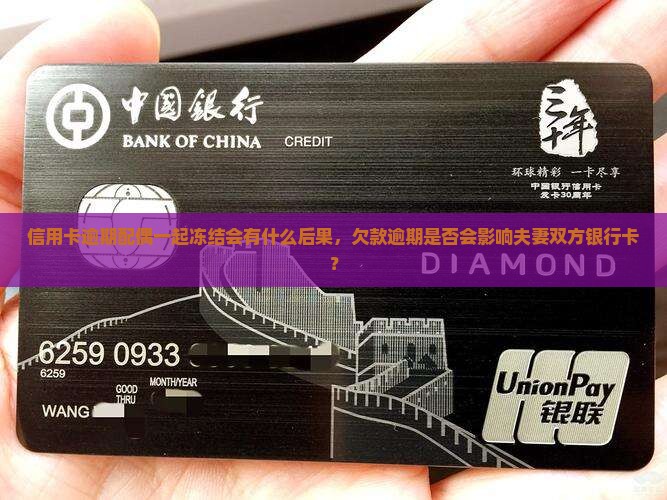 中國銀行
BANK OF CHINA
CREDIT
三十年
环球精彩 一卡尽享
中国银行信用卡
发卡30周年
信用卡逾期配偶一起冻结会有什么后果，欠款逾期是否会影响夫妻双方银行卡
？
DIAMOND
6259 0933
6259
GOOD THRU
MONTH/YEAR
WANG
UnionPay
银联